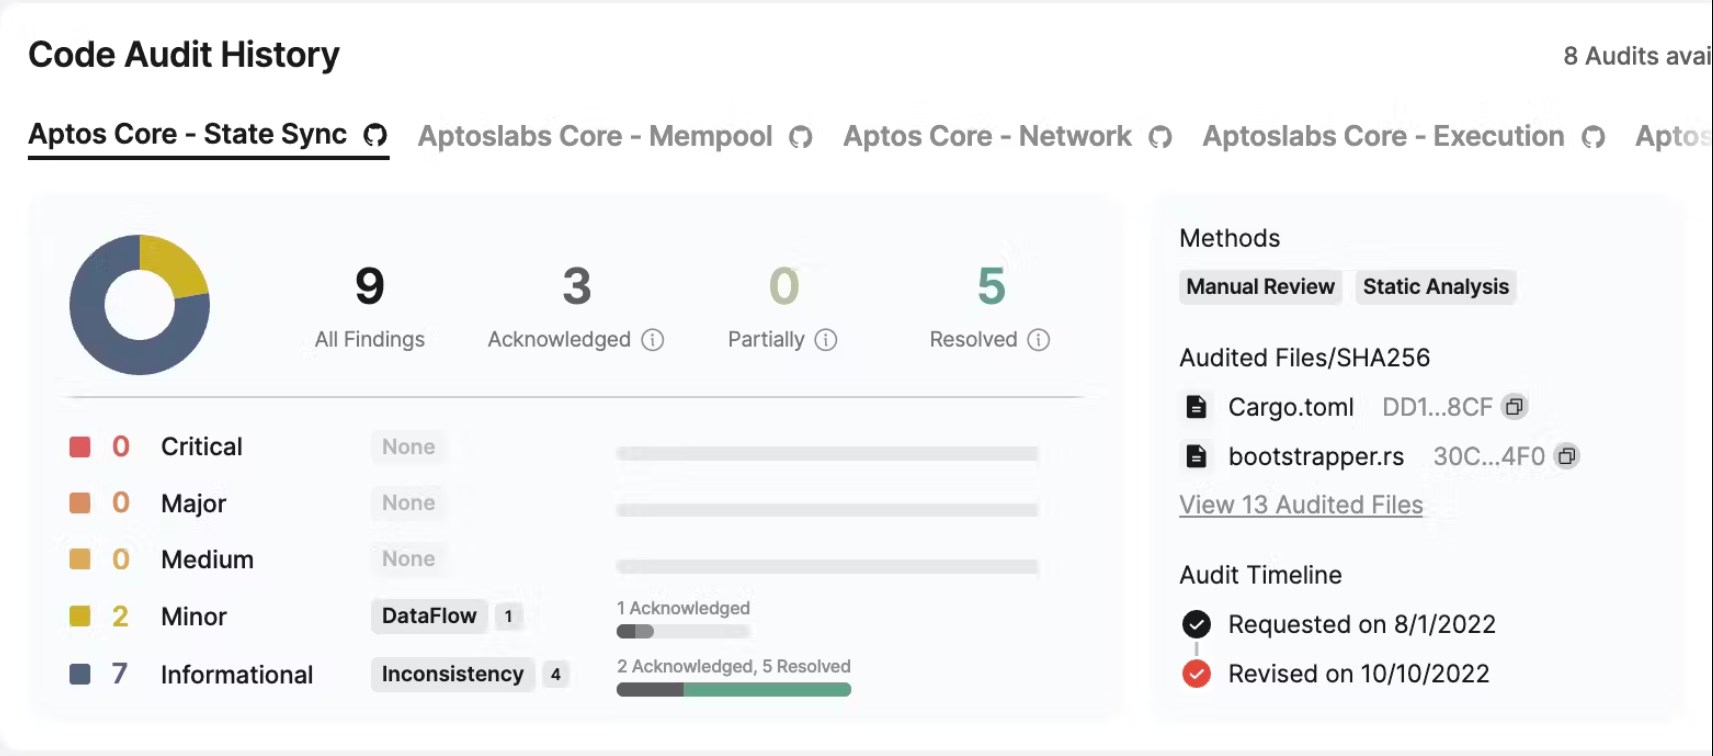 Code Audit History
8 Audits avai
Aptos Core - State Sync Aptoslabs Core - Mempool Aptos Core - Network Aptoslabs Core - Execution Aptos
9 3 0 5
All Findings Acknowledged Partially Resolved
0 Critical None
0 Major None
0 Medium None
2 Minor DataFlow 1 1 Acknowledged
7 Informational Inconsistency 4 2 Acknowledged, 5 Resolved
Methods
Manual Review Static Analysis
Audited Files/SHA256
Cargo.toml DD1...8CF
bootstrapper.rs 30C...4F0
View 13 Audited Files
Audit Timeline
Requested on 8/1/2022
Revised on 10/10/2022